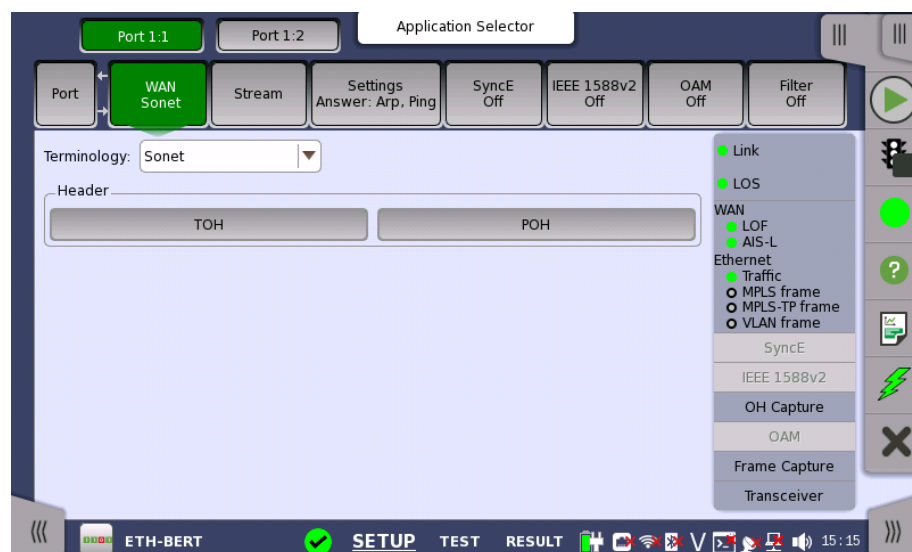 Port 1:1
Port 1:2
Application Selector
Port
WAN
Sonet
Stream
Settings
Answer: Arp, Ping
SyncE
Off
IEEE 1588v2
Off
OAM
Off
Filter
Off
Terminology: Sonet
Header
TOH
POH
Link
LOS
WAN
LOF
AIS-L
Ethernet
Traffic
MPLS frame
MPLS-TP frame
VLAN frame
SyncE
IEEE 1588v2
OH Capture
OAM
Frame Capture
Transceiver
ETH-BERT
SETUP
TEST
RESULT
15:15